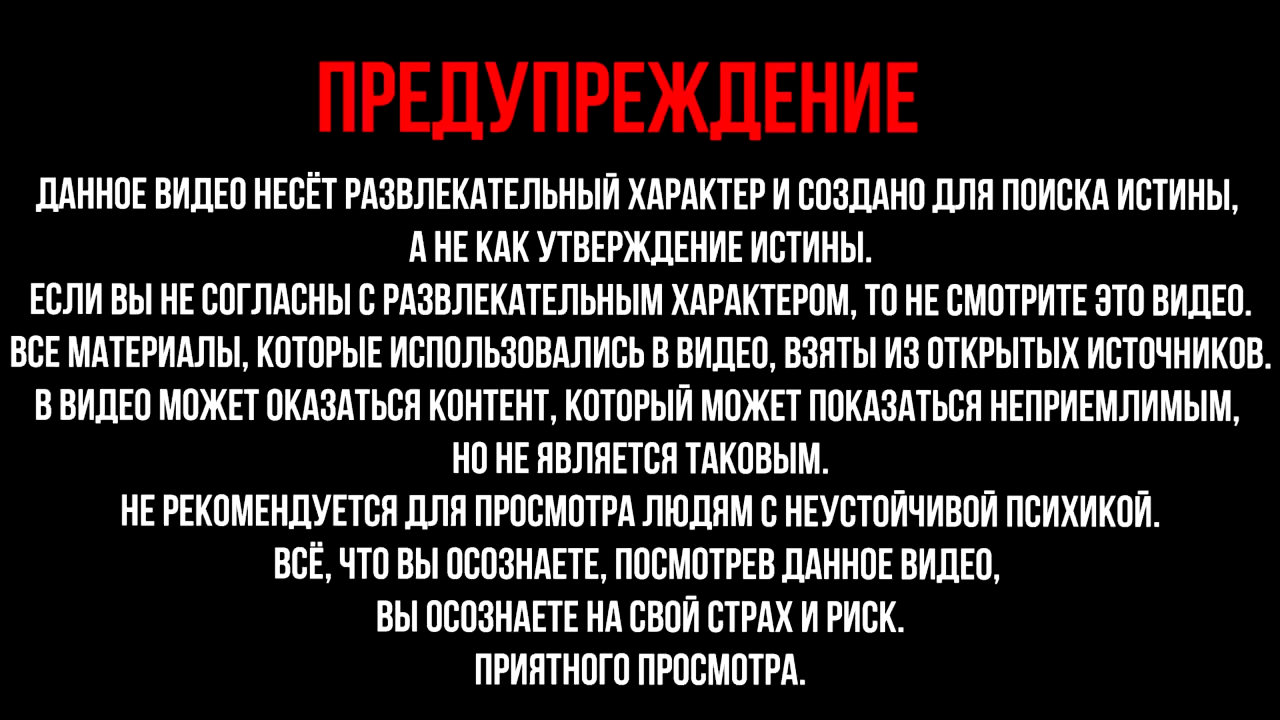 ПРЕДУПРЕЖДЕНИЕ
ДАННОЕ ВИДЕО НЕСЁТ РАЗВЛЕКАТЕЛЬНЫЙ ХАРАКТЕР И СОЗДАНО ДЛЯ ПОИСКА ИСТИНЫ,
А НЕ КАК УТВЕРЖДЕНИЕ ИСТИНЫ.
ЕСЛИ ВЫ НЕ СОГЛАСНЫ С РАЗВЛЕКАТЕЛЬНЫМ ХАРАКТЕРОМ, ТО НЕ СМОТРИТЕ ЭТО ВИДЕО.
ВСЕ МАТЕРИАЛЫ, КОТОРЫЕ ИСПОЛЬЗОВАЛИСЬ В ВИДЕО, ВЗЯТЫ ИЗ ОТКРЫТЫХ ИСТОЧНИКОВ.
В ВИДЕО МОЖЕТ ОКАЗАТЬСЯ КОНТЕНТ, КОТОРЫЙ МОЖЕТ ПОКАЗАТЬСЯ НЕПРИЕМЛИМЫМ,
НО НЕ ЯВЛЯЕТСЯ ТАКОВЫМ.
НЕ РЕКОМЕНДУЕТСЯ ДЛЯ ПРОСМОТРА ЛЮДЯМ С НЕУСТОЙЧИВОЙ ПСИХИКОЙ.
ВСЁ, ЧТО ВЫ ОСОЗНАЕТЕ, ПОСМОТРЕВ ДАННОЕ ВИДЕО,
ВЫ ОСОЗНАЕТЕ НА СВОЙ СТРАХ И РИСК.
ПРИЯТНОГО ПРОСМОТРА.